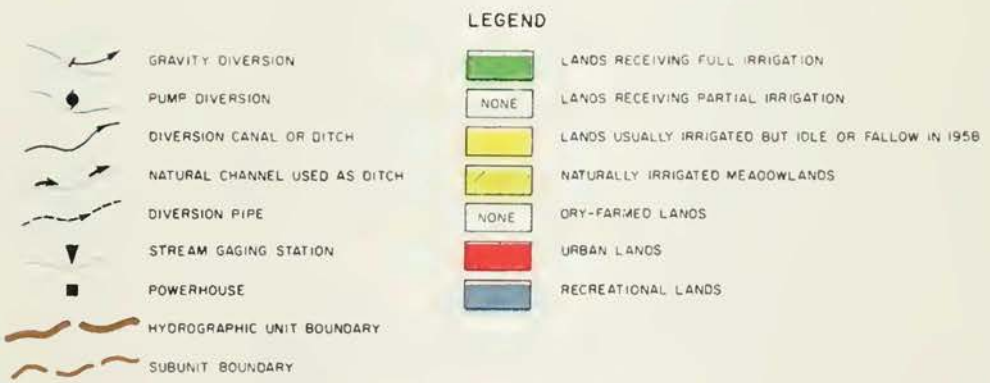 LEGEND
GRAVITY DIVERSION
PUMP DIVERSION
DIVERSION CANAL OR DITCH
NATURAL CHANNEL USED AS DITCH
DIVERSION PIPE
STREAM GAGING STATION
POWERHOUSE
HYDROGRAPHIC UNIT BOUNDARY
SUBUNIT BOUNDARY
LANDS RECEIVING FULL IRRIGATION
NONE LANDS RECEIVING PARTIAL IRRIGATION
LANDS USUALLY IRRIGATED BUT IDLE OR FALLOW IN 1958
NATURALLY IRRIGATED MEADOWLANDS
NONE DRY-FARMED LANDS
URBAN LANDS
RECREATIONAL LANDS